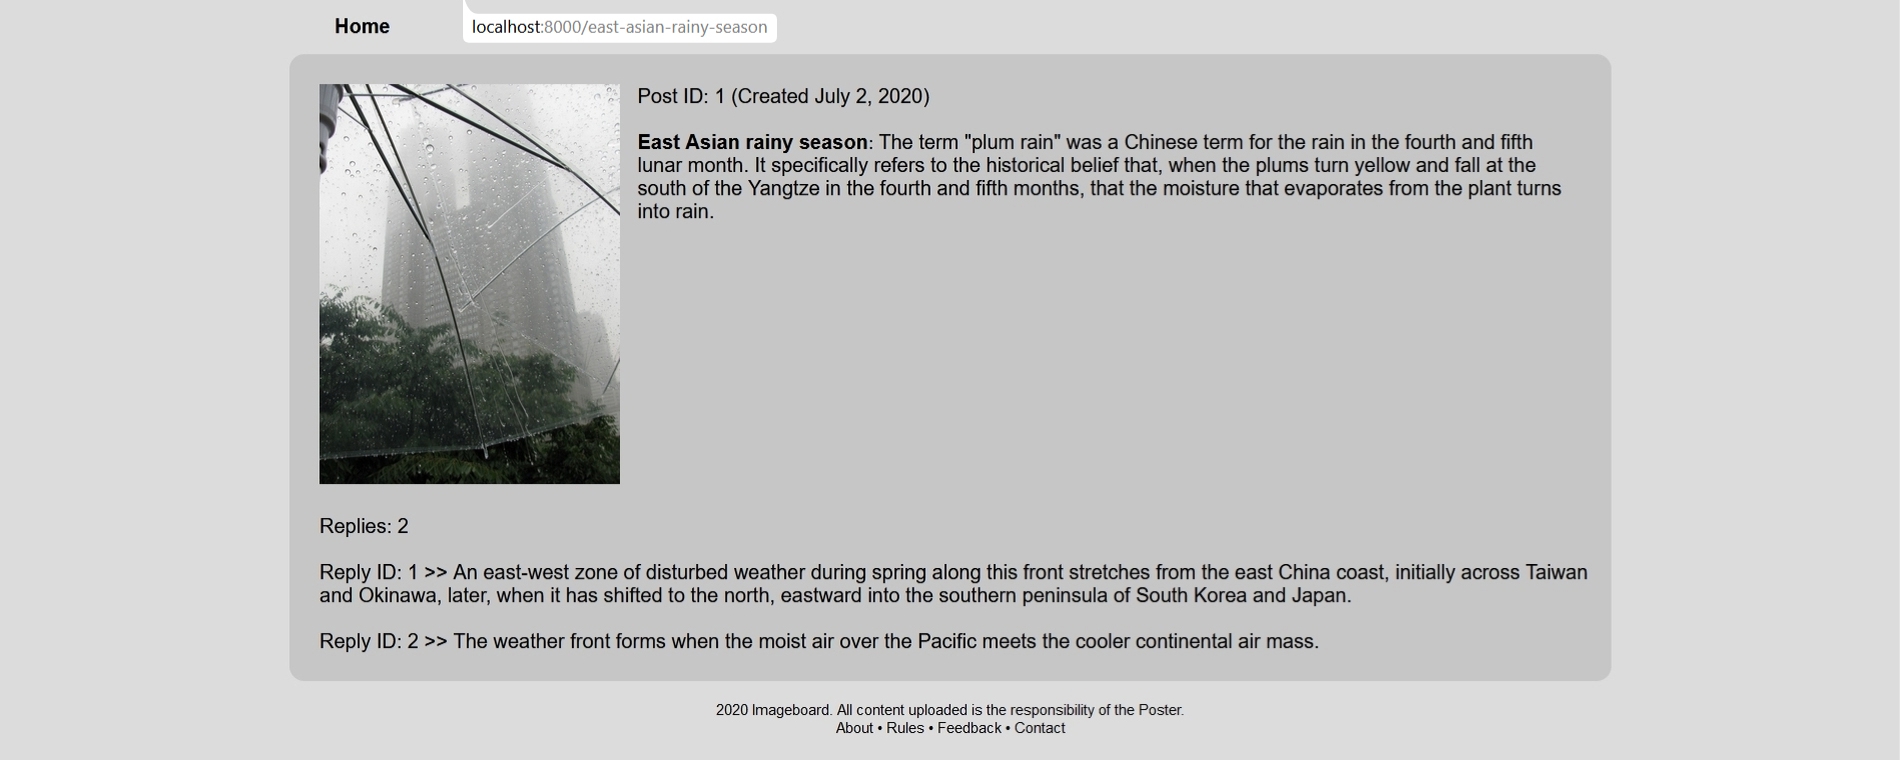 Home
localhost:8000/east-asian-rainy-season
Post ID: 1 (Created July 2, 2020)
East Asian rainy season: The term "plum rain" was a Chinese term for the rain in the fourth and fifth
lunar month. It specifically refers to the historical belief that, when the plums turn yellow and fall at the
south of the Yangtze in the fourth and fifth months, that the moisture that evaporates from the plant turns
into rain.
Replies: 2
Reply ID: 1 >> An east-west zone of disturbed weather during spring along this front stretches from the east China coast, initially across Taiwan
and Okinawa, later, when it has shifted to the north, eastward into the southern peninsula of South Korea and Japan.
Reply ID: 2 >> The weather front forms when the moist air over the Pacific meets the cooler continental air mass.
2020 Imageboard. All content uploaded is the responsibility of the Poster.
About • Rules • Feedback • Contact